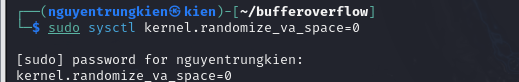 ┌──(nguyentrungkien㉿kien)-[~/bufferoverflow]
└─$ sudo sysctl kernel.randomize_va_space=0
[sudo] password for nguyentrungkien:
kernel.randomize_va_space=0